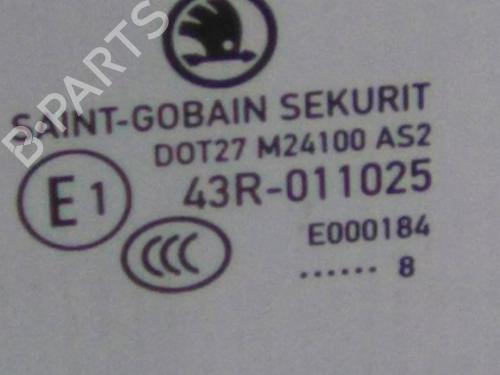 B-PARTS
SAINT-GOBAIN SEKURIT
DOT27 M24100 AS2
E1 43R-011025
CCC E000184
...... 8